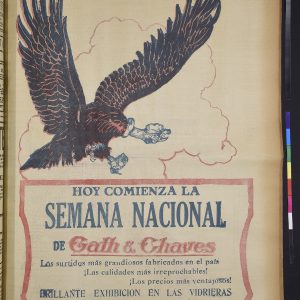 HOY COMIENZA LA
SEMANA NACIONAL
DE Gath & Chaves
Los surtidos más grandiosos fabricados en el país
¡Las calidades más irreprochables!
¡Los precios más ventajosos!
BRILLANTE EXHIBICION EN LAS VIDRIERAS